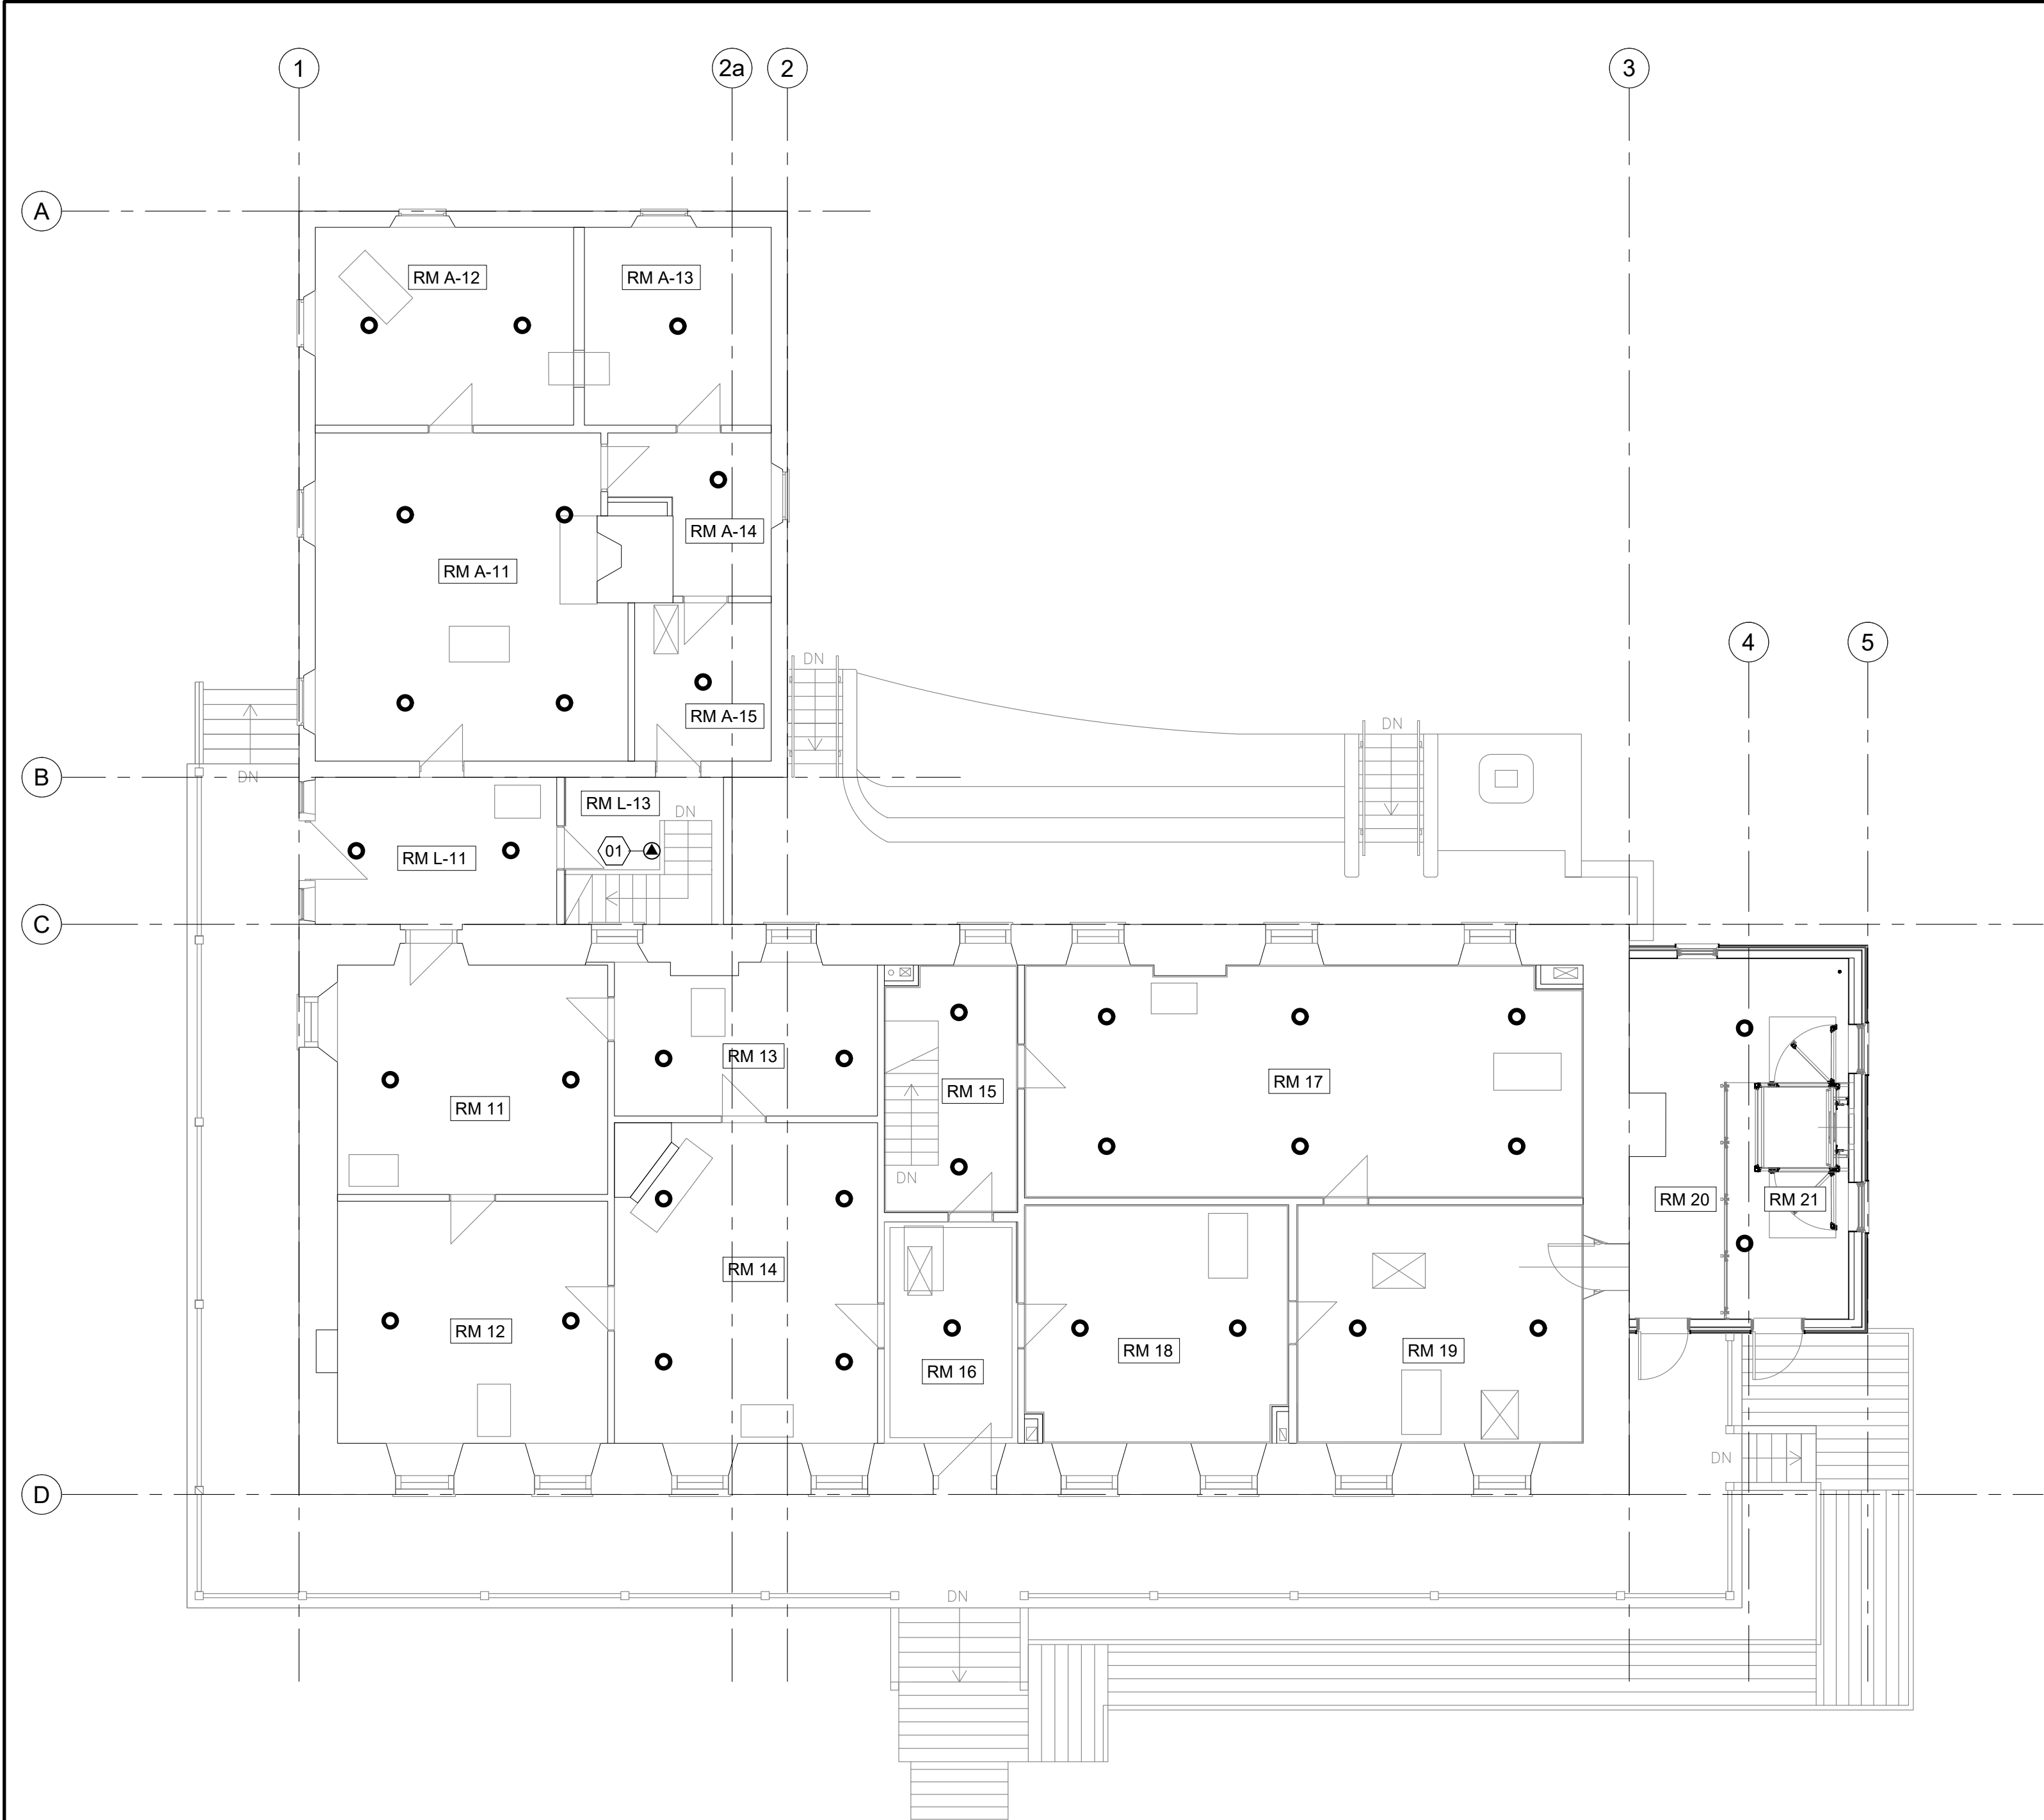 1
2a
2
3
A
RM A-12
RM A-13
RM A-14
RM A-11
4
5
DN
RM A-15
DN
B
DN
RM L-13
DN
01
RM L-11
C
RM 13
RM 17
RM 15
RM 11
DN
RM 20
RM 21
RM 14
RM 12
RM 18
RM 19
RM 16
DN
D
DN